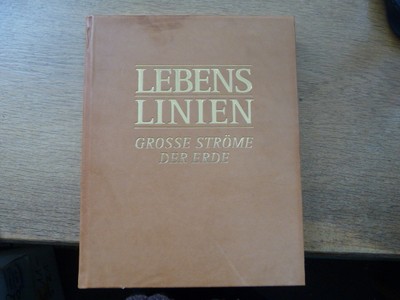 LEBENS
LINIEN
GROSSE STRÖME
DER ERDE